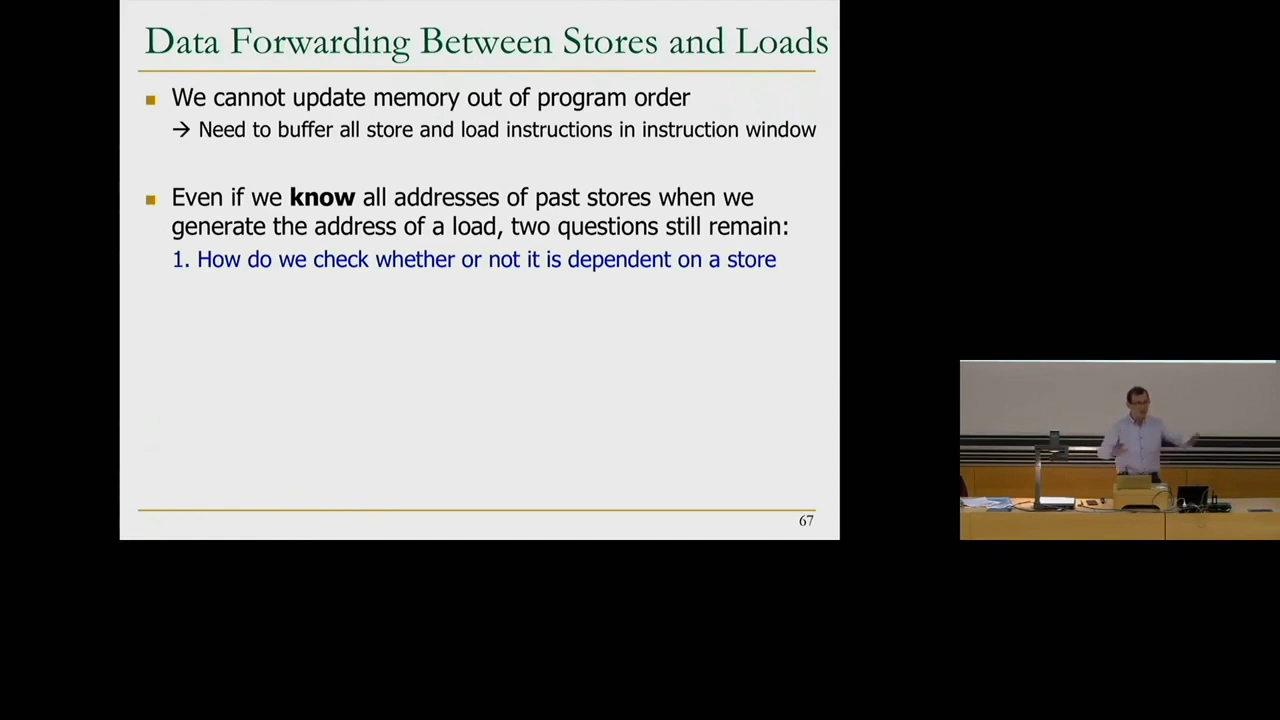 Data Forwarding Between Stores and Loads
We cannot update memory out of program order
→ Need to buffer all store and load instructions in instruction window
Even if we know all addresses of past stores when we
generate the address of a load, two questions still remain:
1. How do we check whether or not it is dependent on a store
67